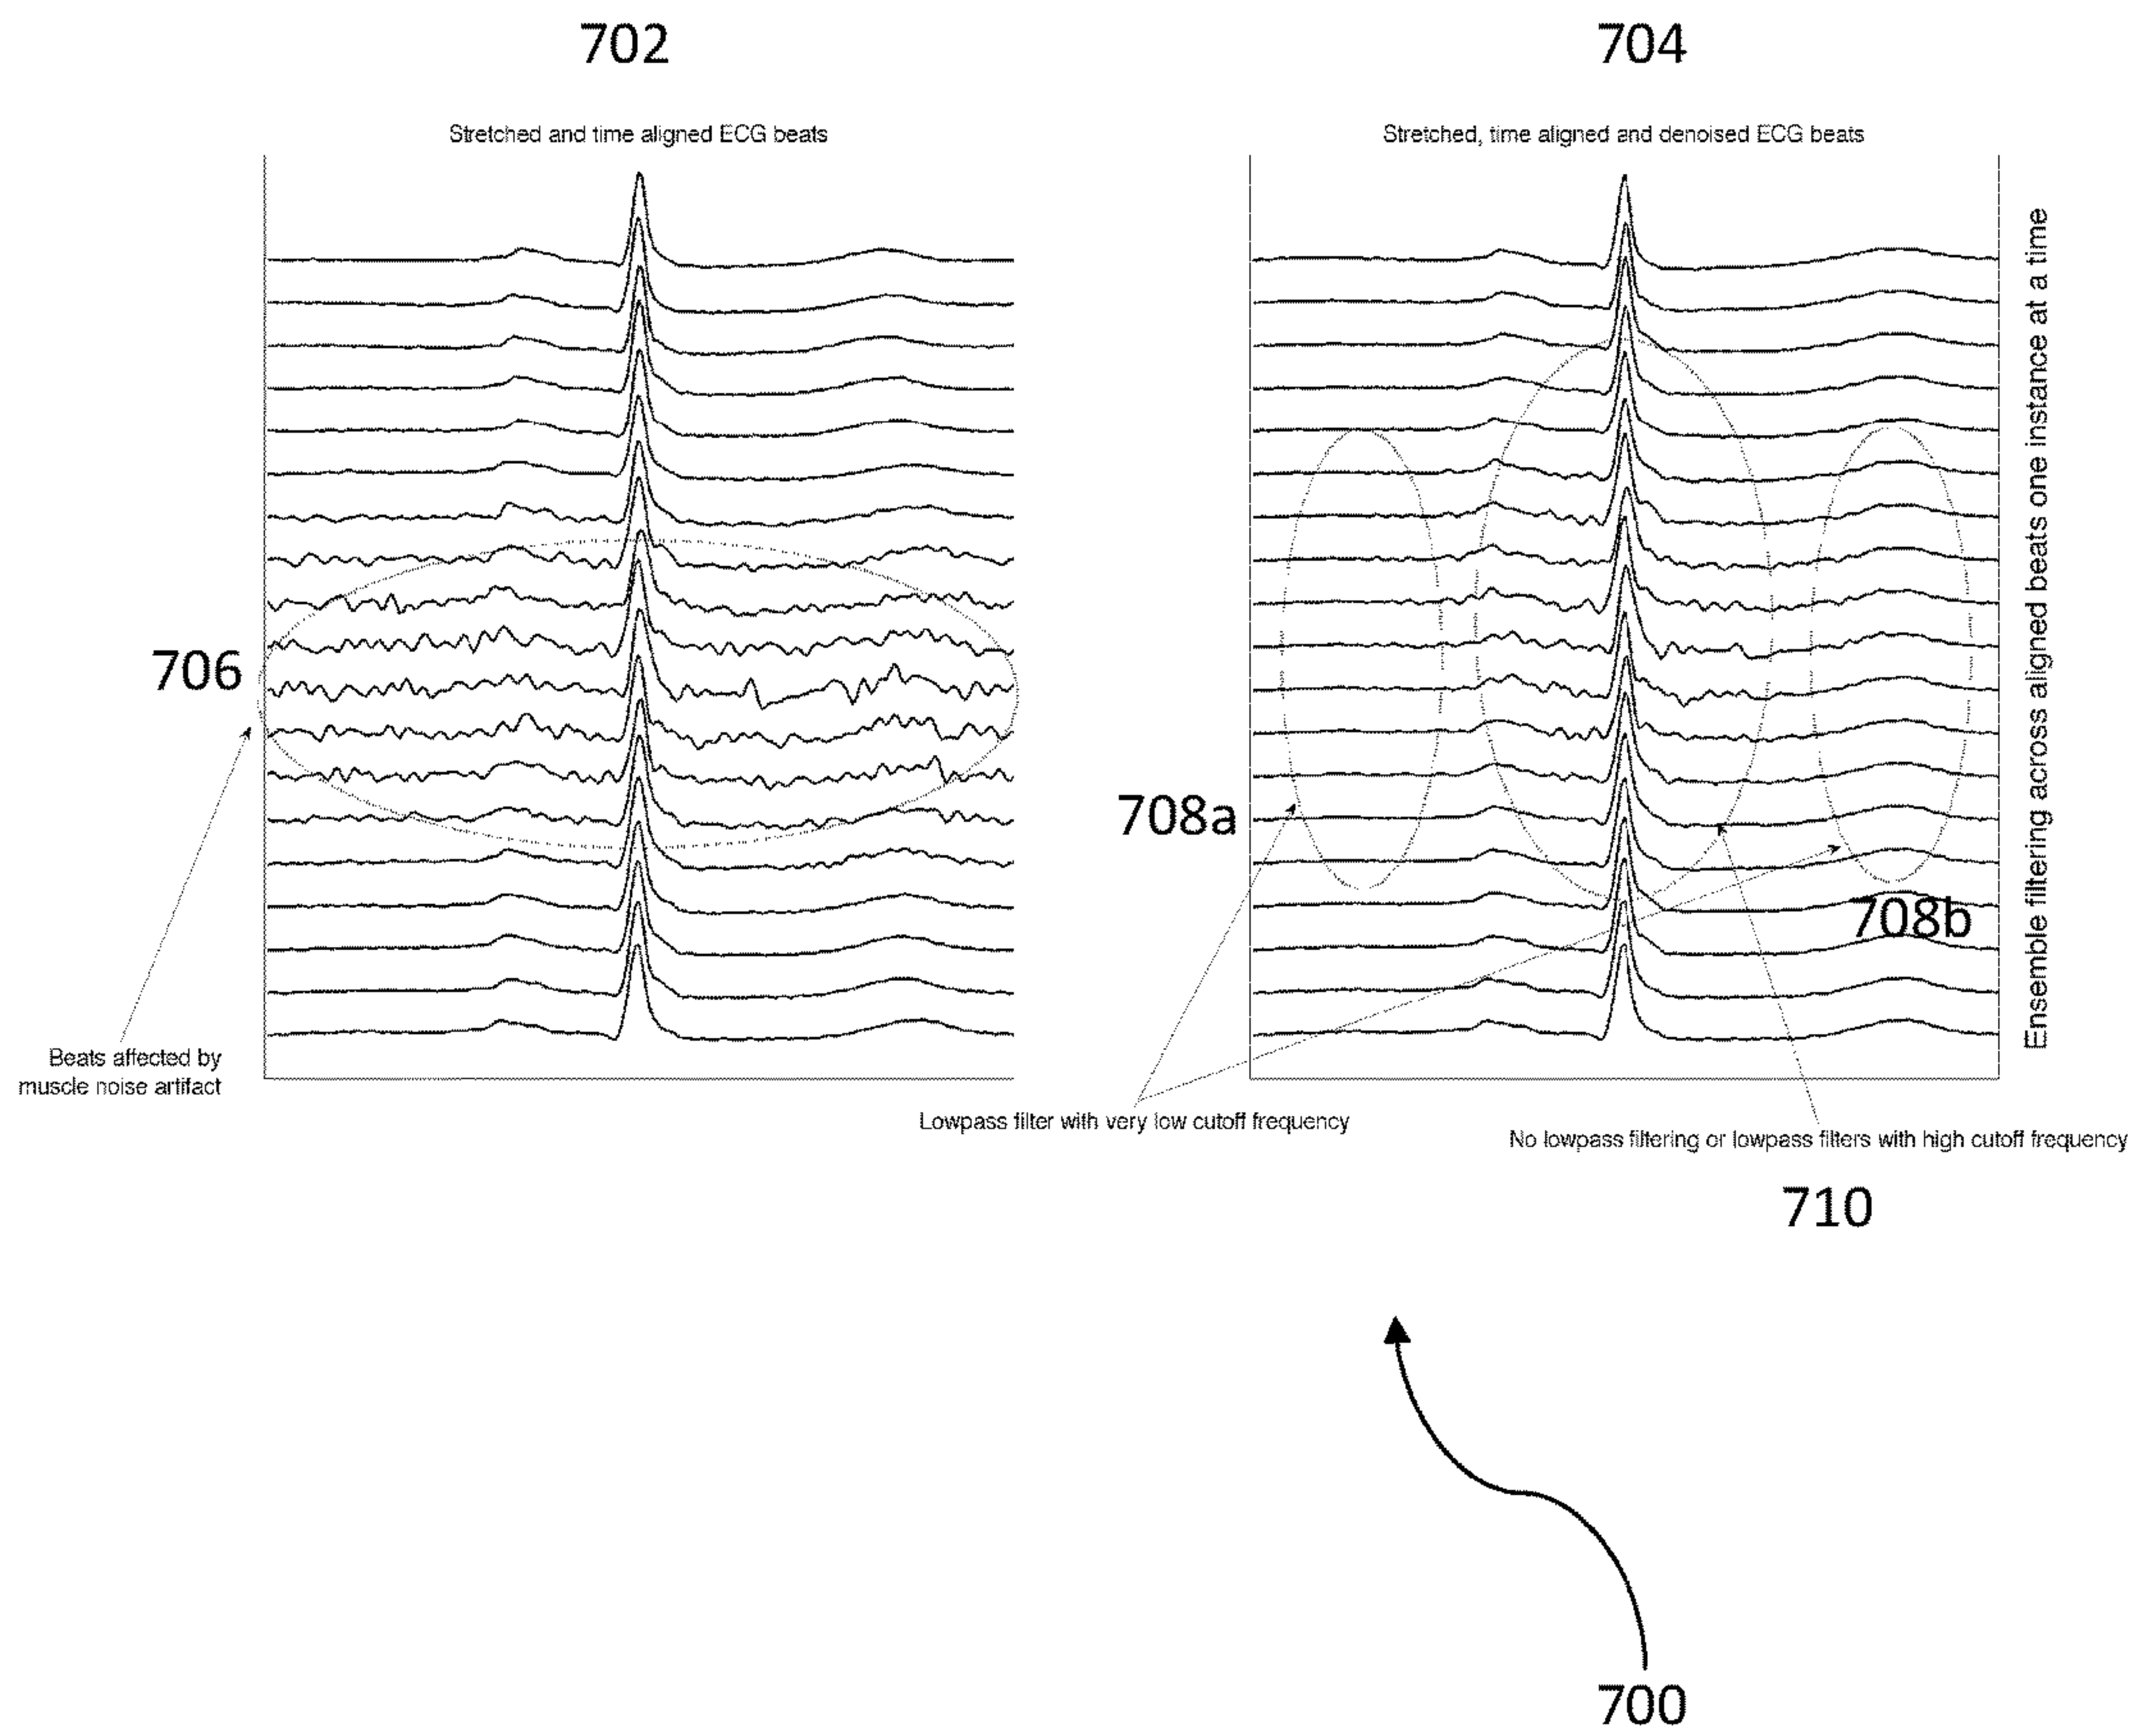 702
704
Stretched and time aligned ECG beats
Stretched, time aligned and denoised ECG beats
Ensemble filtering across aligned beats one instance at a time
706
708a
708b
Beats affected by
muscle noise artifact
Lowpass filter with very low cutoff frequency
No lowpass filtering or lowpass filters with high cutoff frequency
710
700